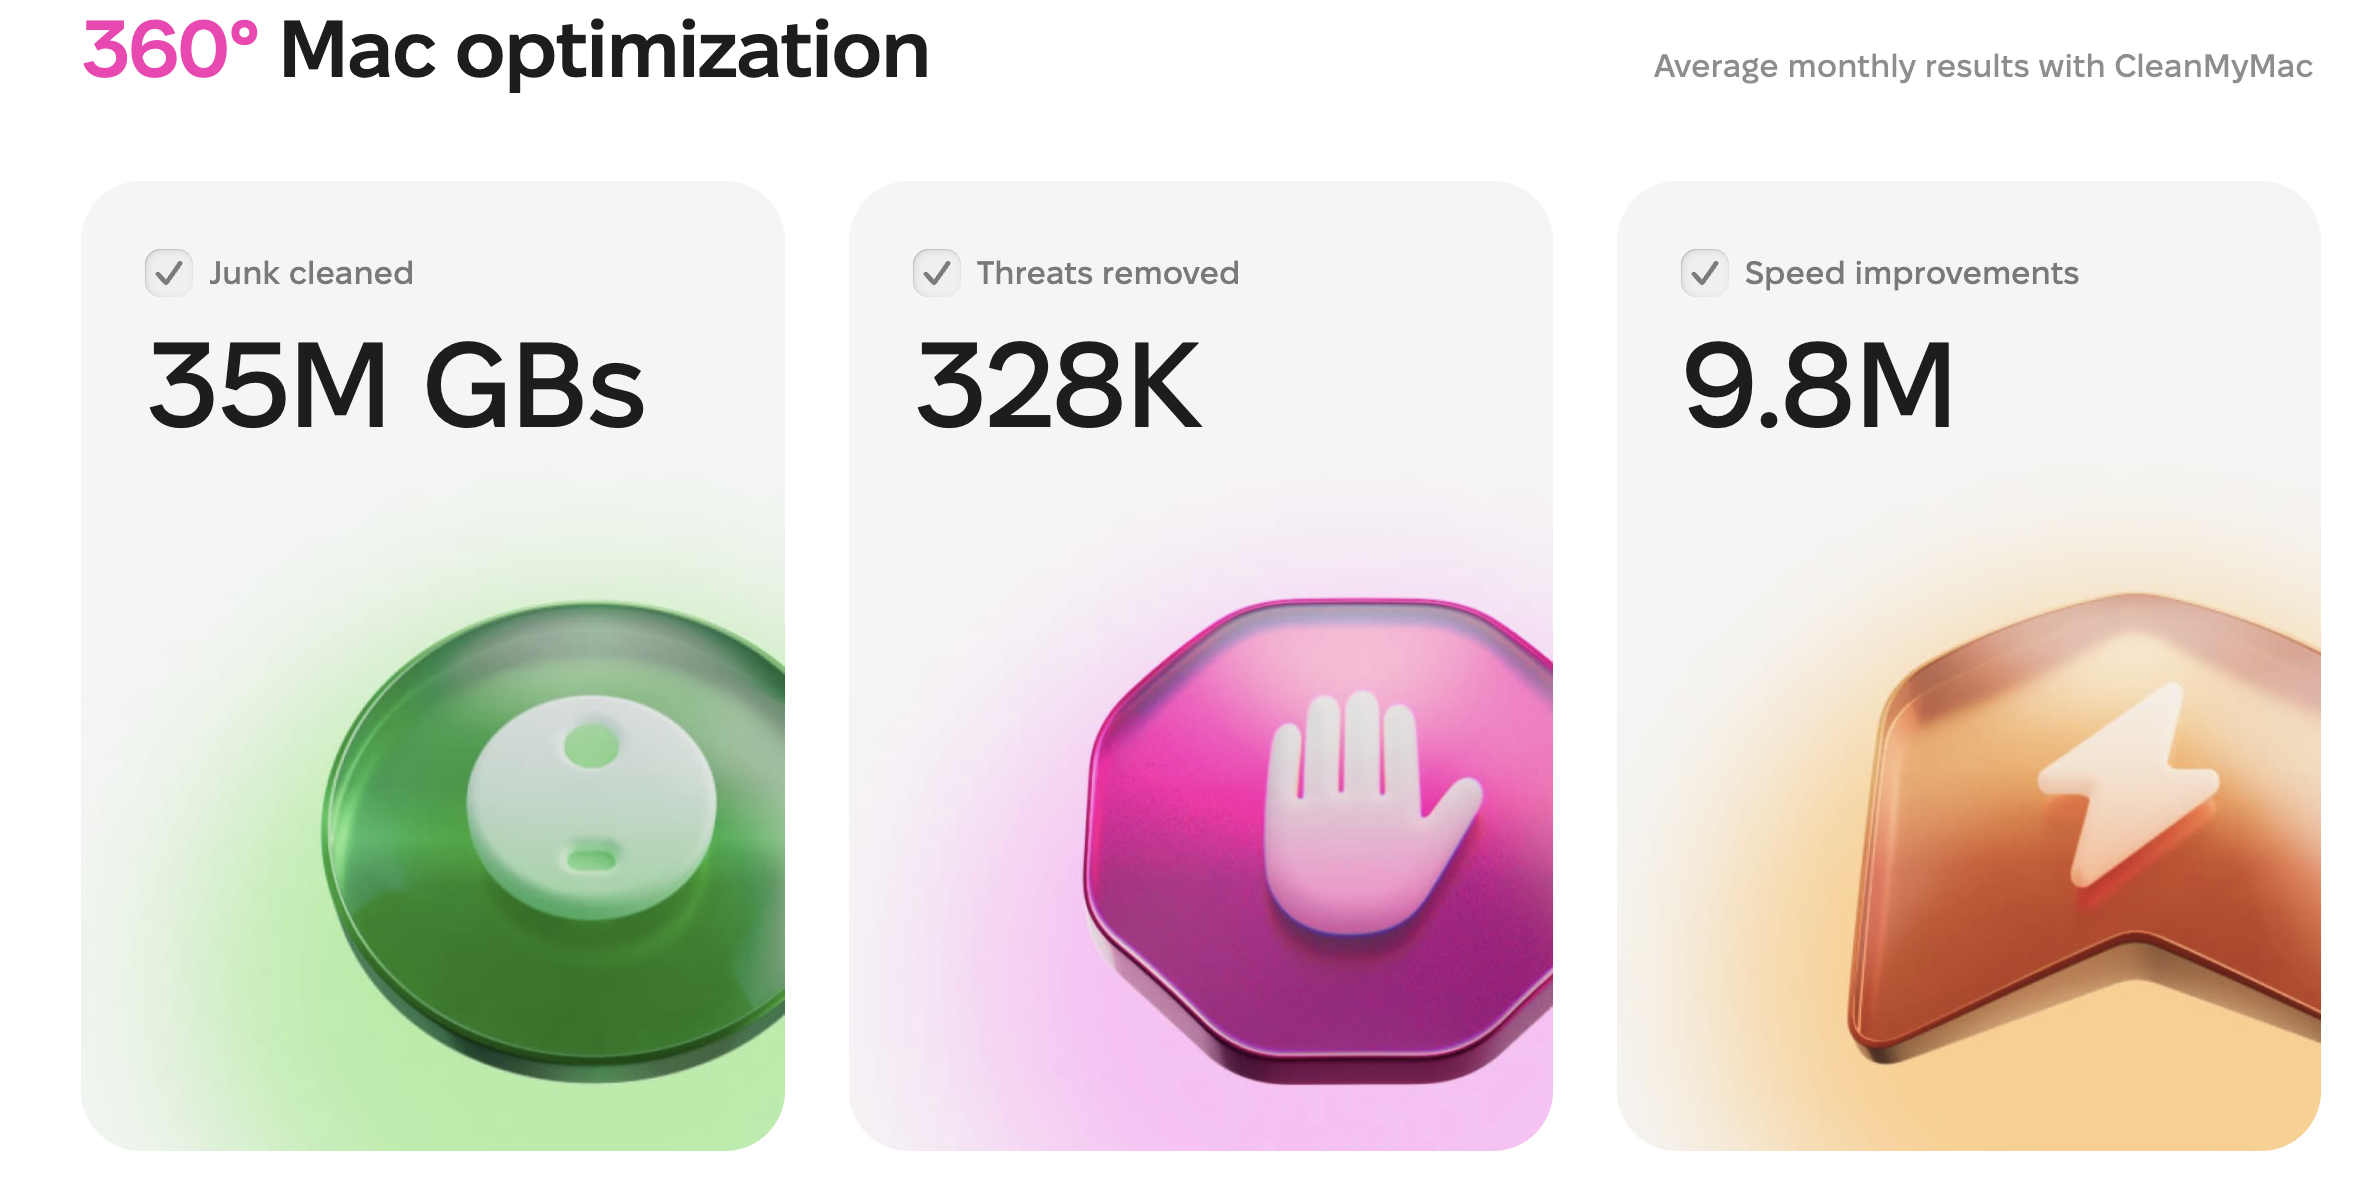 360° Mac optimization
Average monthly results with CleanMyMac
Junk cleaned
35M GBs
Threats removed
328K
Speed improvements
9.8M